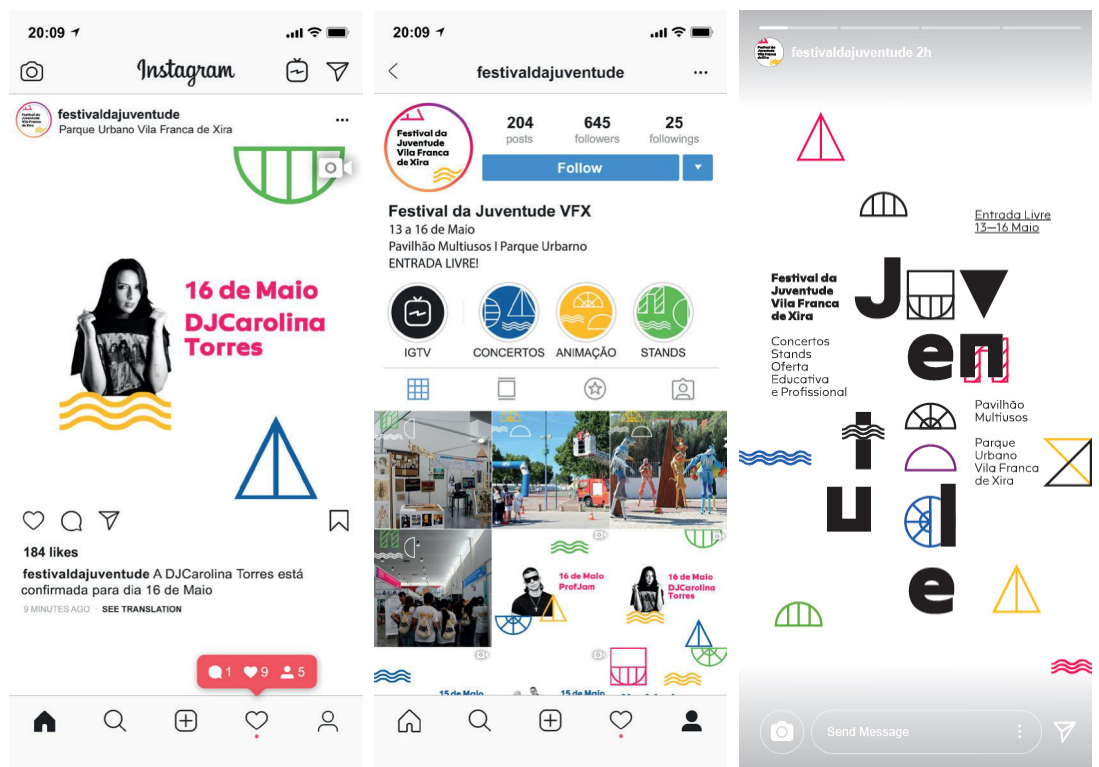 20:09
Instagram
festivaldajuventude
Parque Urbano Vila Franca de Xira
16 de Maio
DJCarolina
Torres
184 likes
festivaldajuventude A DJCarolina Torres está
confirmada para dia 16 de Maio
9 MINUTES AGO · SEE TRANSLATION
1 9 5
20:09
festivaldajuventude
Festival da
Juventude
Vila Franca
de Xira
204 645 25
posts followers followings
Follow
Festival da Juventude VFX
13 a 16 de Maio
Pavilhão Multiusos I Parque Urbarno
ENTRADA LIVRE!
IGTV CONCERTOS ANIMAÇÃO STANDS
16 de Maio
ProfJam
16 de Maio
DJCarolina
Torres
15 de Maio
15 de Maio
festivaldajuventude 2h
Entrada Livre
13—16 Maio
Festival da
Juventude
Vila Franca
de Xira
Concertos
Stands
Oferta
Educativa
e Profissional
Juv
en
t
ud
e
Pavilhão
Multiusos
Parque
Urbano
Vila Franca
de Xira
Send Message